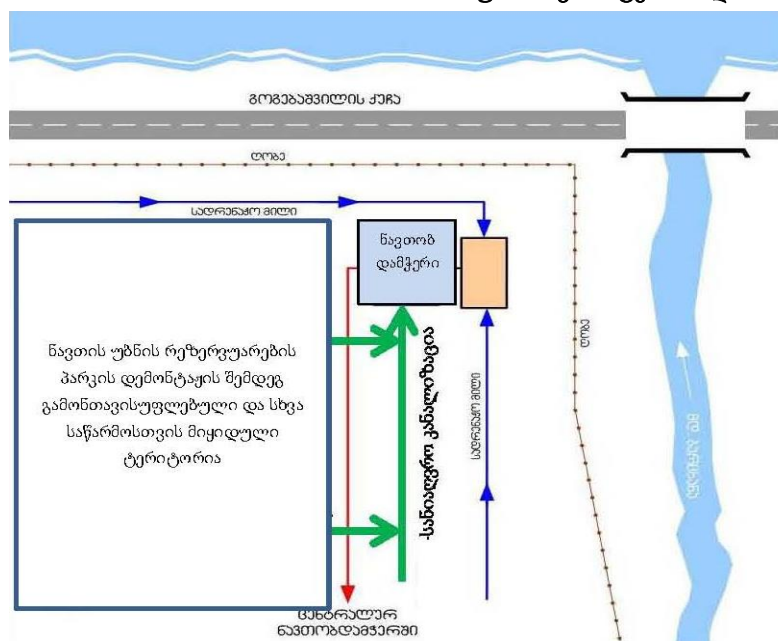 გოგებაშვილის ქუჩა
ღობე
სადრენაჟო მილი
ნავთობ
დამჭერი
ნავთის უბნის რეზერვუარების
პარკის დემონტაჟის შემდეგ
გამონთავისუფლებული და სხვა
საწარმოსთვის მიყიდული
ტერიტორია
-სანიაღვრო კანალიზაცია
სადრენაჟო მილი
ღობე
ცენტრალურ
ნავთობდამჭერში